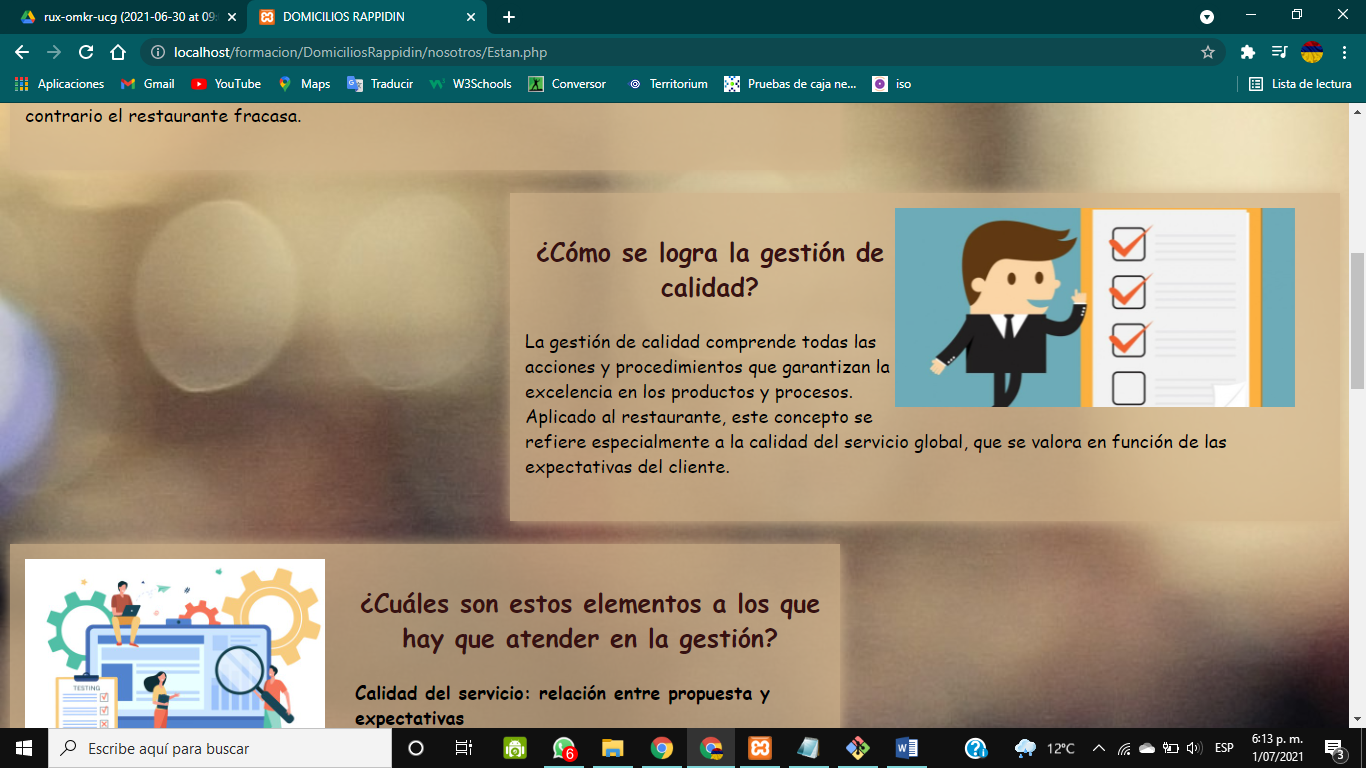 rux-omkr-ucg (2021-06-30 at 09:
DOMICILIOS RAPPIDIN
localhost/formacion/DomiciliosRappidin/nosotros/Estan.php
Aplicaciones
Gmail
YouTube
Maps
Traducir
W3Schools
Conversor
Territorium
Pruebas de caja ne...
iso
Lista de lectura
contrario el restaurante fracasa.
¿Cómo se logra la gestión de
calidad?
La gestión de calidad comprende todas las
acciones y procedimientos que garantizan la
excelencia en los productos y procesos.
Aplicado al restaurante, este concepto se
refiere especialmente a la calidad del servicio global, que se valora en función de las
expectativas del cliente.
TESTING
¿Cuáles son estos elementos a los que
hay que atender en la gestión?
Calidad del servicio: relación entre propuesta y
expectativas
Escribe aquí para buscar
6
12°C
ESP
6:13 p. m.
1/07/2021
3